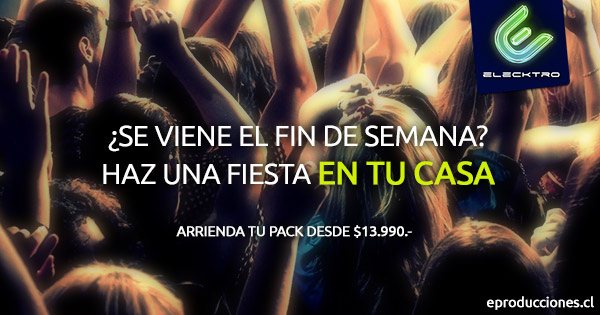 ELECKTRO
¿SE VIENE EL FIN DE SEMANA?
HAZ UNA FIESTA EN TU CASA
ARRIENDA TU PACK DESDE $13.990.-
eproducciones.cl